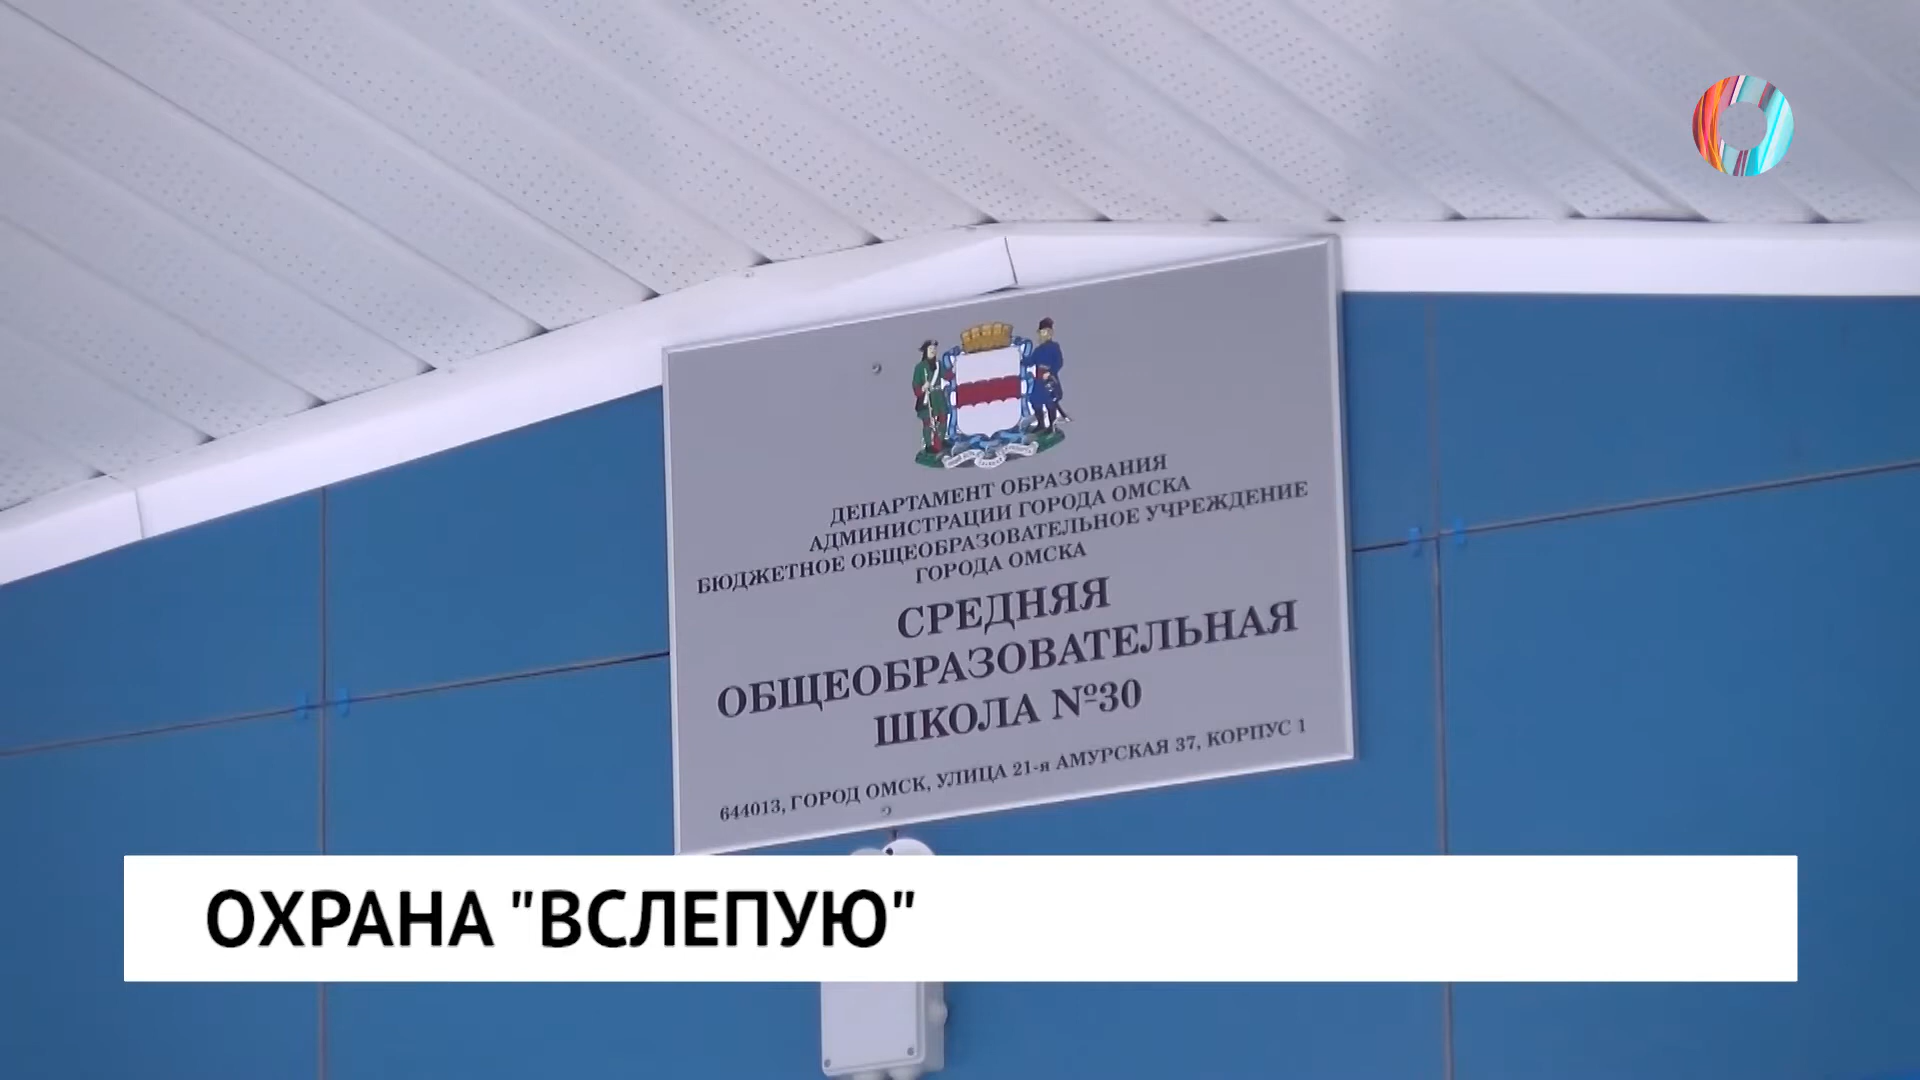 ДЕПАРТАМЕНТ ОБРАЗОВАНИЯ
АДМИНИСТРАЦИИ ГОРОДА ОМСКА
БЮДЖЕТНОЕ ОБЩЕОБРАЗОВАТЕЛЬНОЕ УЧРЕЖДЕНИЕ
ГОРОДА ОМСКА
СРЕДНЯЯ
ОБЩЕОБРАЗОВАТЕЛЬНАЯ
ШКОЛА №30
644013, ГОРОД ОМСК, УЛИЦА 21-я АМУРСКАЯ 37, КОРПУС 1
ОХРАНА "ВСЛЕПУЮ"